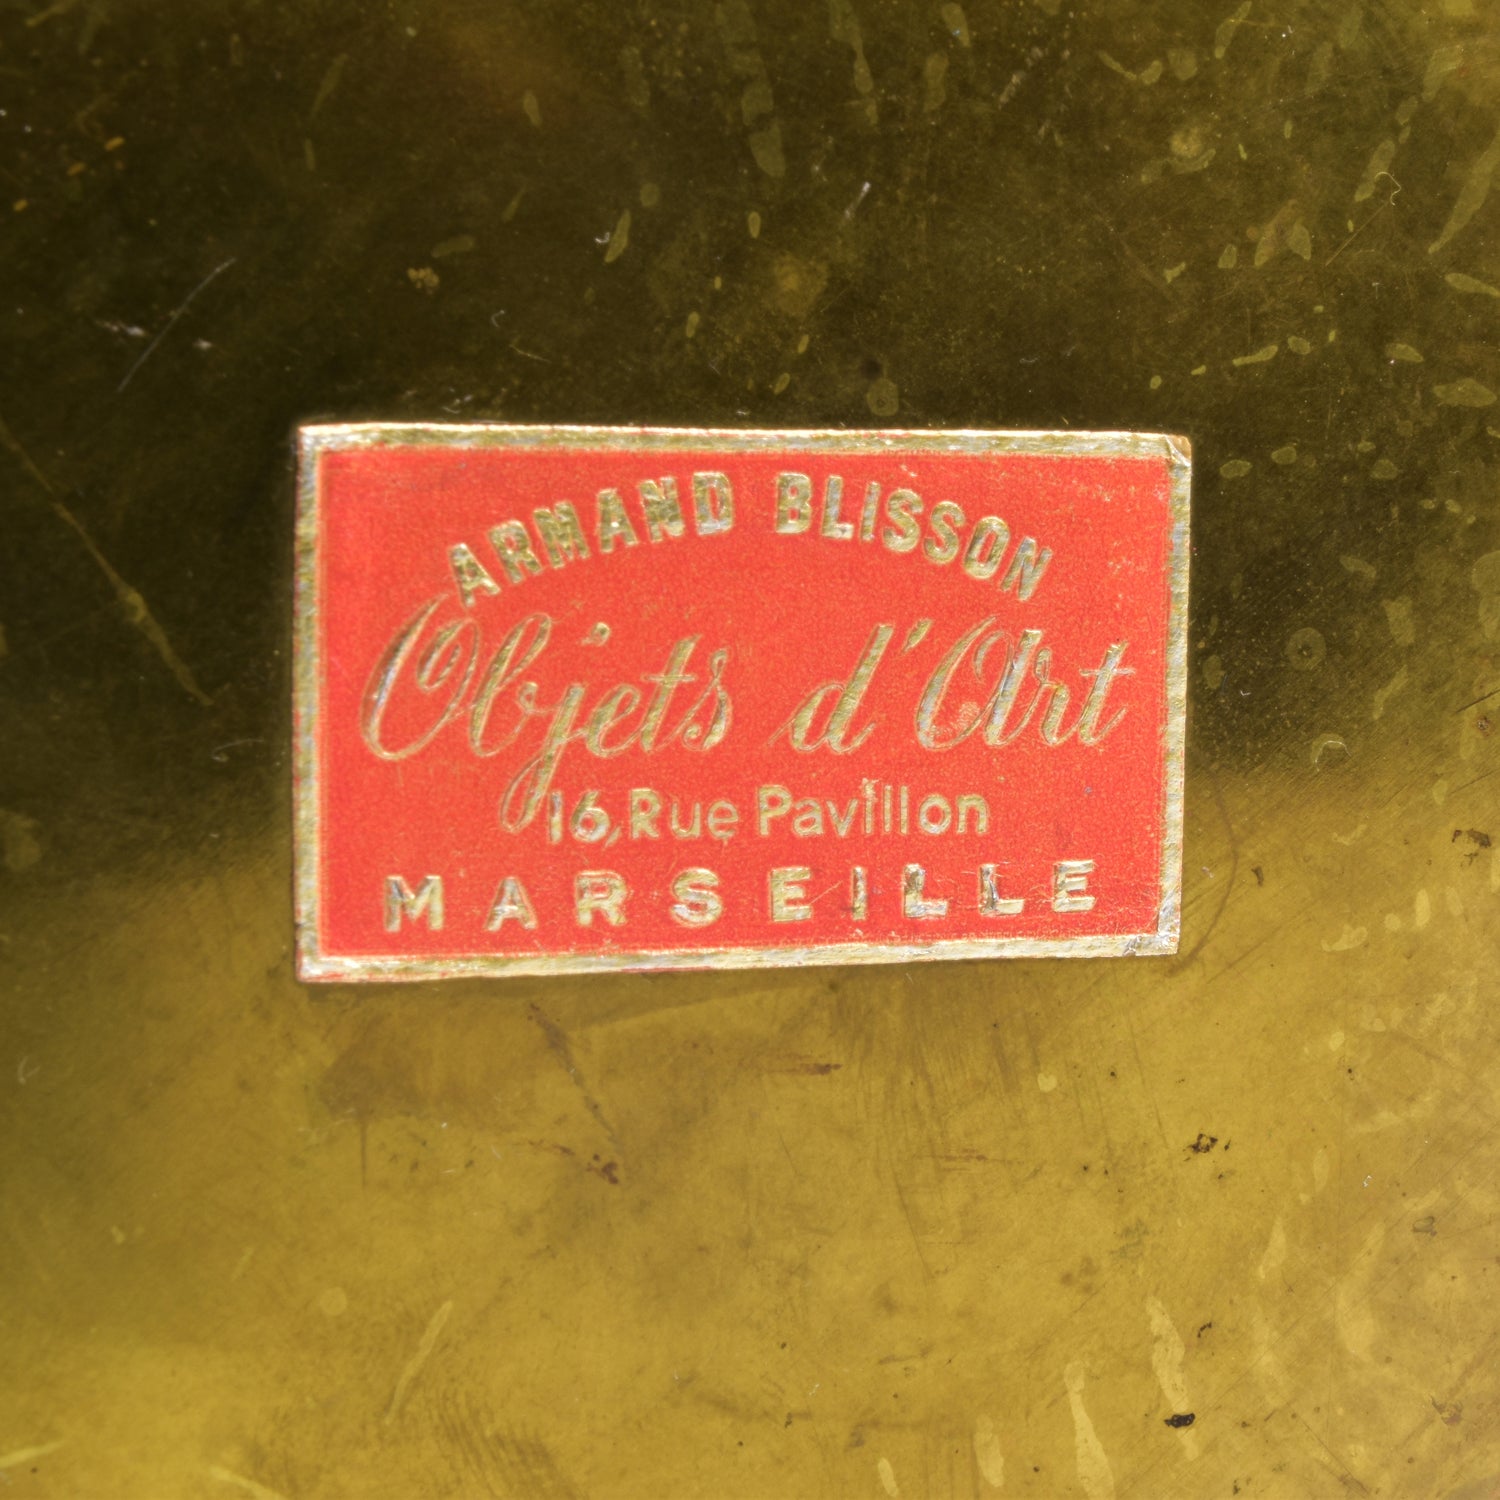 ARMAND BLISSON
Objets d'Art
16, Rue Pavillon
MARSEILLE